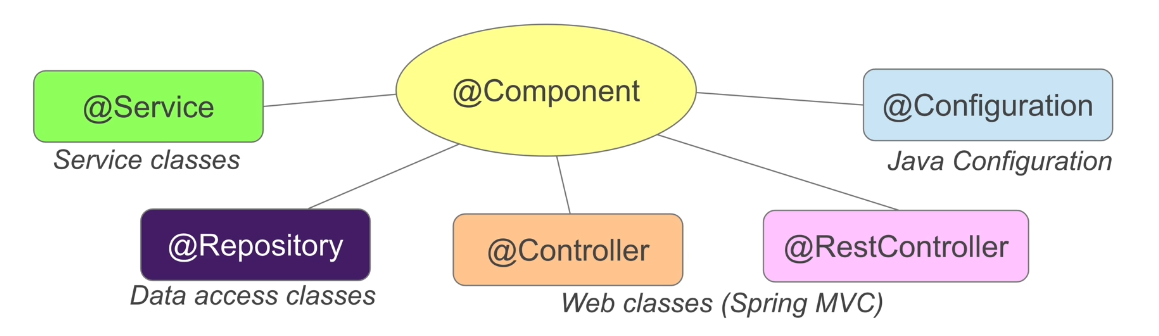 @Component
@Service
Service classes
@Configuration
Java Configuration
@Repository
Data access classes
@Controller
@RestController
Web classes (Spring MVC)